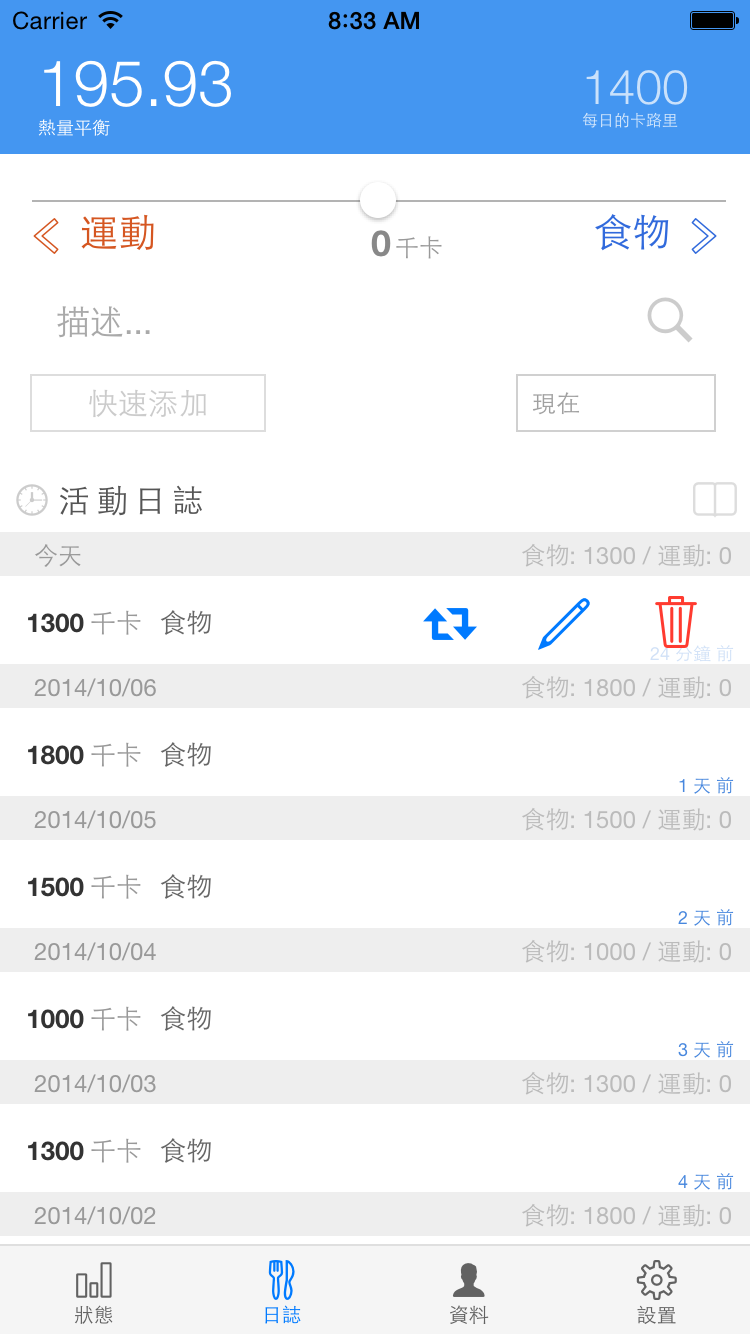 Carrier 8:33 AM
195.93 1400
熱量平衡 每日的卡路里
運動 0 千卡 食物
描述...
快速添加 現在
活動日誌
今天 食物: 1300 / 運動: 0
1300 千卡 食物
24 分鐘 前
2014/10/06 食物: 1800 / 運動: 0
1800 千卡 食物
1 天 前
2014/10/05 食物: 1500 / 運動: 0
1500 千卡 食物
2 天 前
2014/10/04 食物: 1000 / 運動: 0
1000 千卡 食物
3 天 前
2014/10/03 食物: 1300 / 運動: 0
1300 千卡 食物
4 天 前
2014/10/02 食物: 1800 / 運動: 0
狀態 日誌 資料 設置